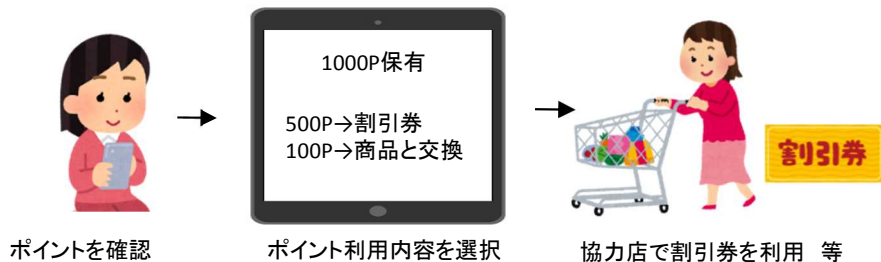 1000P保有
500P→割引券
100P→商品と交換
割引券
ポイントを確認
ポイント利用内容を選択
協力店で割引券を利用　等